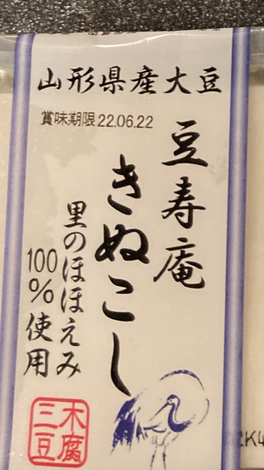 山形県産大豆
賞味期限22.06.22
豆寿庵
きぬこし
里のほほえみ
100%使用
三木豆腐